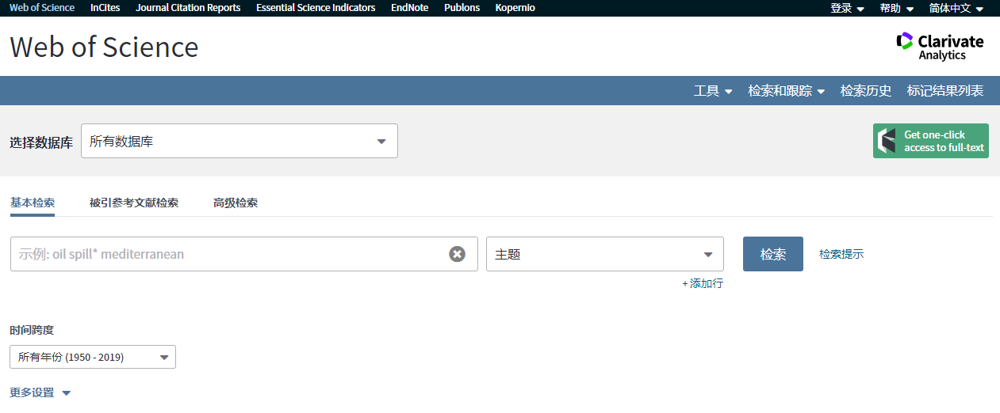 Web of Science InCites Journal Citation Reports Essential Science Indicators EndNote Publons Kopernio 登录 帮助 简体中文
Web of Science
Clarivate
Analytics
工具 检索和跟踪 检索历史 标记结果列表
选择数据库 所有数据库
Get one-click
access to full-text
基本检索 被引参考文献检索 高级检索
示例: oil spill* mediterranean 主题 检索 检索提示
+ 添加行
时间跨度
所有年份 (1950 - 2019)
更多设置